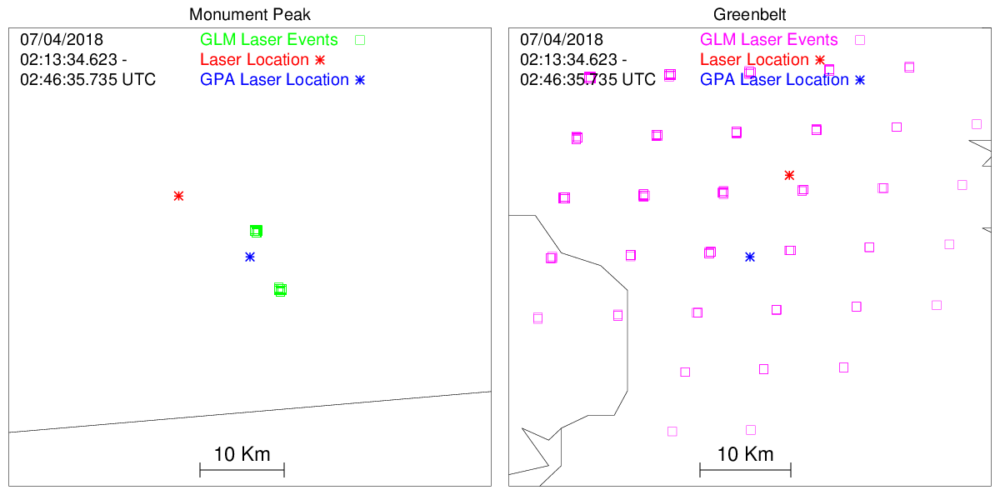 Monument Peak
07/04/2018
GLM Laser Events
02:13:34.623 -
Laser Location
02:46:35.735 UTC
GPA Laser Location
10 Km
Greenbelt
07/04/2018
GLM Laser Events
02:13:34.623 -
Laser Location
02:46:35.735 UTC
GPA Laser Location
10 Km